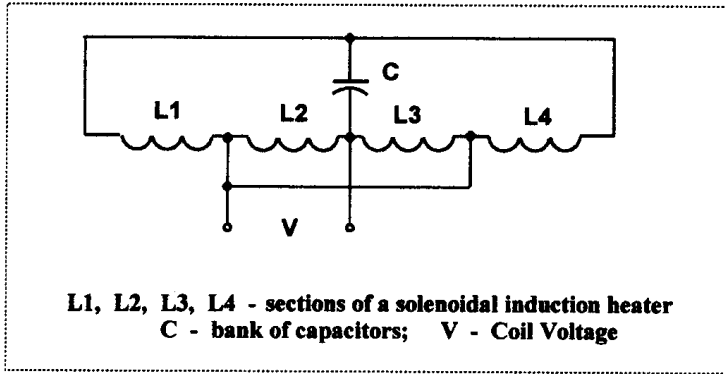 C
L1 L2 L3 L4
V
L1, L2, L3, L4 - sections of a solenoidal induction heater
C - bank of capacitors; V - Coil Voltage